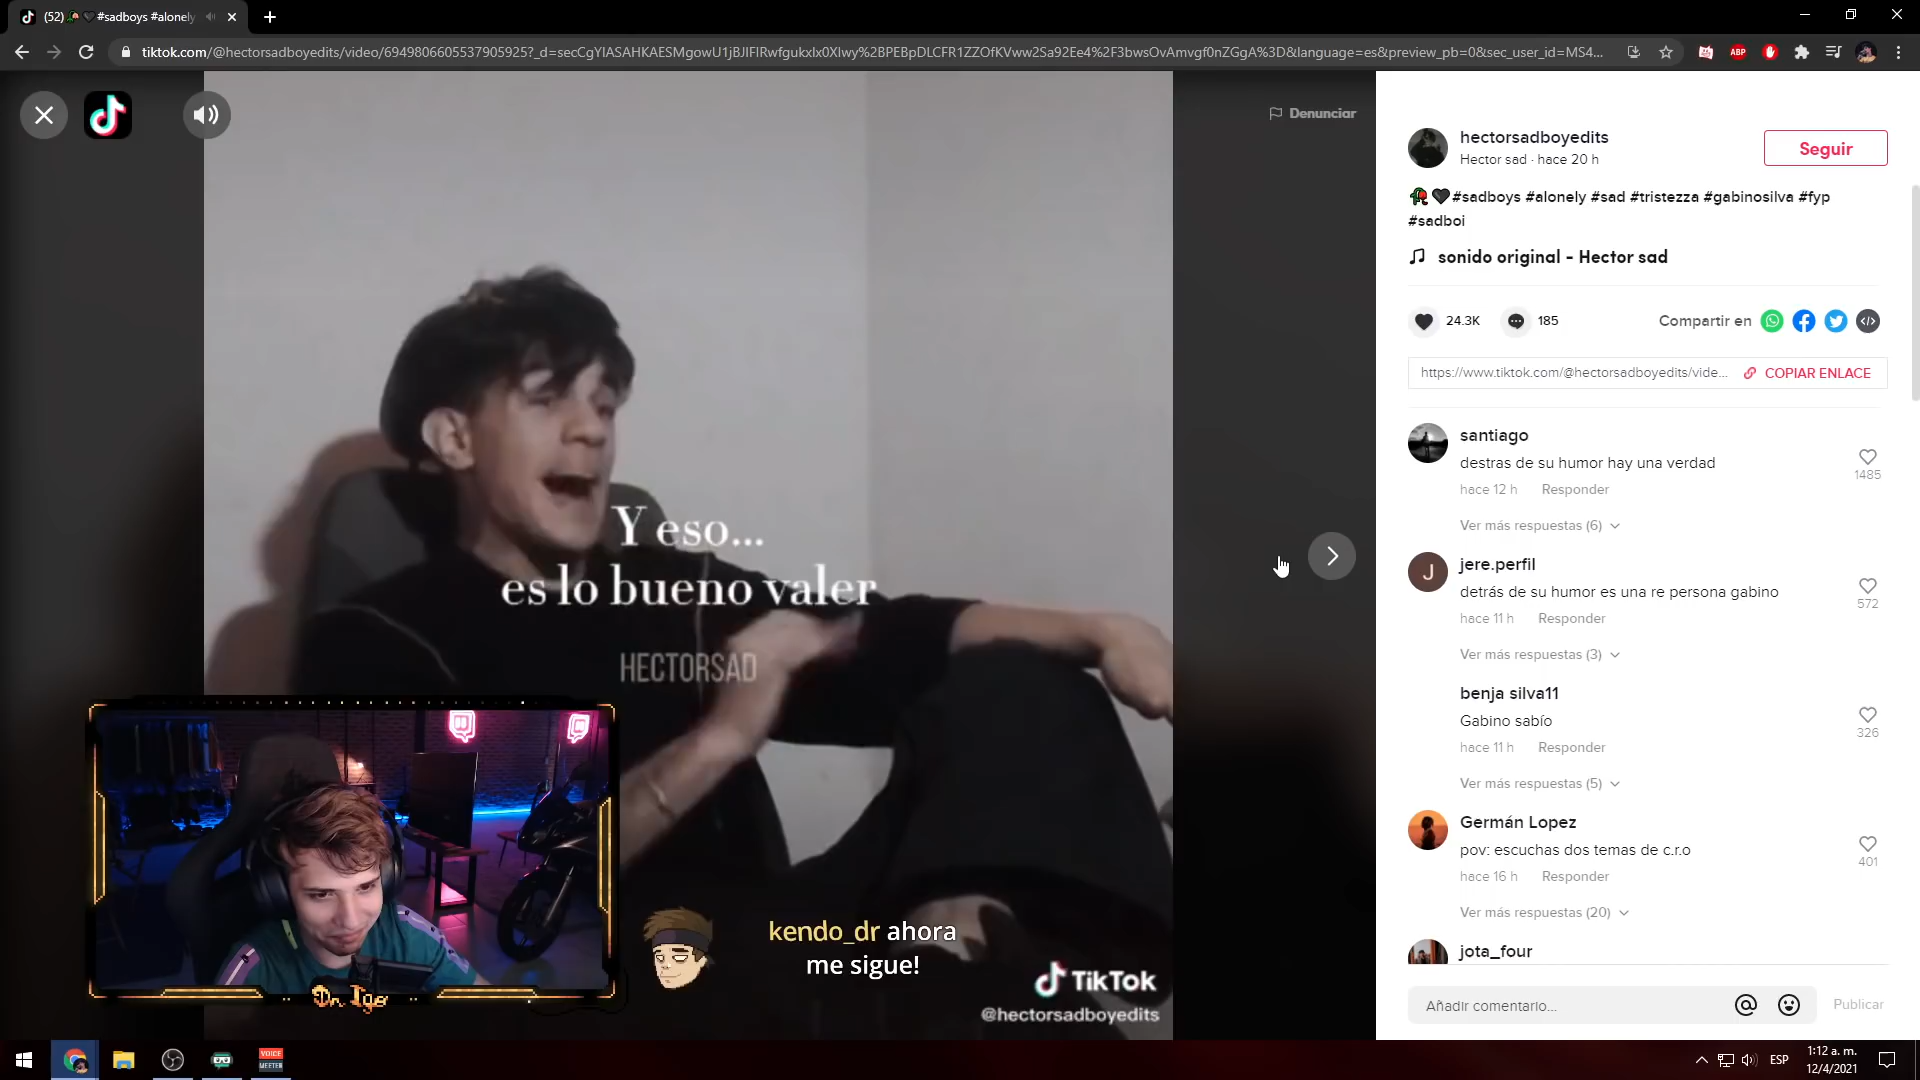 (52) 🥀🖤#sadboys #alonely
tiktok.com/@hectorsadboyedits/video/6949806605537905925?_d=secCgYIASAHKAESMgowU1jBJIFlRwfgukxlx0Xlwy%2BPEBpDLCFR1ZZOfKVww2Sa92Ee4%2F3bwsOvAmvgf0nZGgA%3D&language=es&preview_pb=0&sec_user_id=MS4...
ABP
Denunciar
Y eso...
es lo bueno valer
HECTORSAD
kendo_dr ahora
me sigue!
TikTok
@hectorsadboyedits
hectorsadboyedits
Hector sad · hace 20 h
Seguir
🥀🖤#sadboys #alonely #sad #tristezza #gabinosilva #fyp
#sadboi
sonido original - Hector sad
24.3K
185
Compartir en
https://www.tiktok.com/@hectorsadboyedits/vide...
COPIAR ENLACE
santiago
destras de su humor hay una verdad
1485
hace 12 h Responder
Ver más respuestas (6)
J
jere.perfil
detrás de su humor es una re persona gabino
572
hace 11 h Responder
Ver más respuestas (3)
benja silva11
Gabino sabío
326
hace 11 h Responder
Ver más respuestas (5)
Germán Lopez
pov: escuchas dos temas de c.r.o
401
hace 16 h Responder
Ver más respuestas (20)
jota_four
Añadir comentario...
Publicar
VOICE
MEETER
ESP
1:12 a. m.
12/4/2021